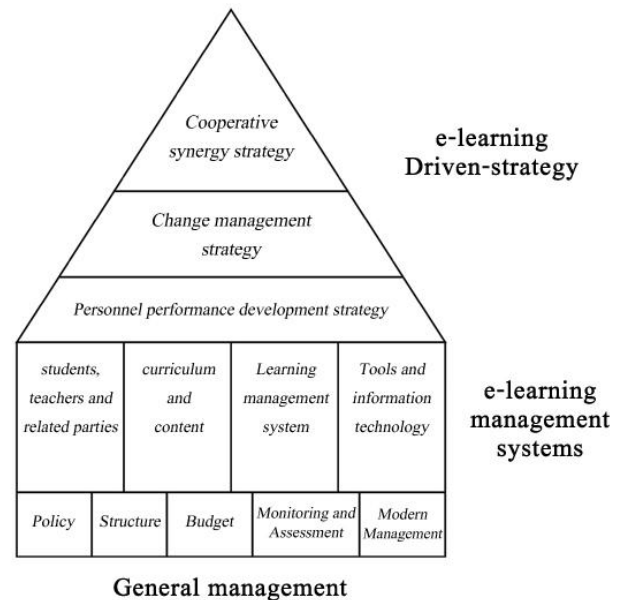 Cooperative
synergy strategy
e-learning
Driven-strategy
Change management
strategy
Personnel performance development strategy
students,
teachers and
related parties
curriculum
and
content
Learning
management
system
Tools and
information
technology
e-learning
management
systems
Policy
Structure
Budget
Monitoring and
Assessment
Modern
Management
General management